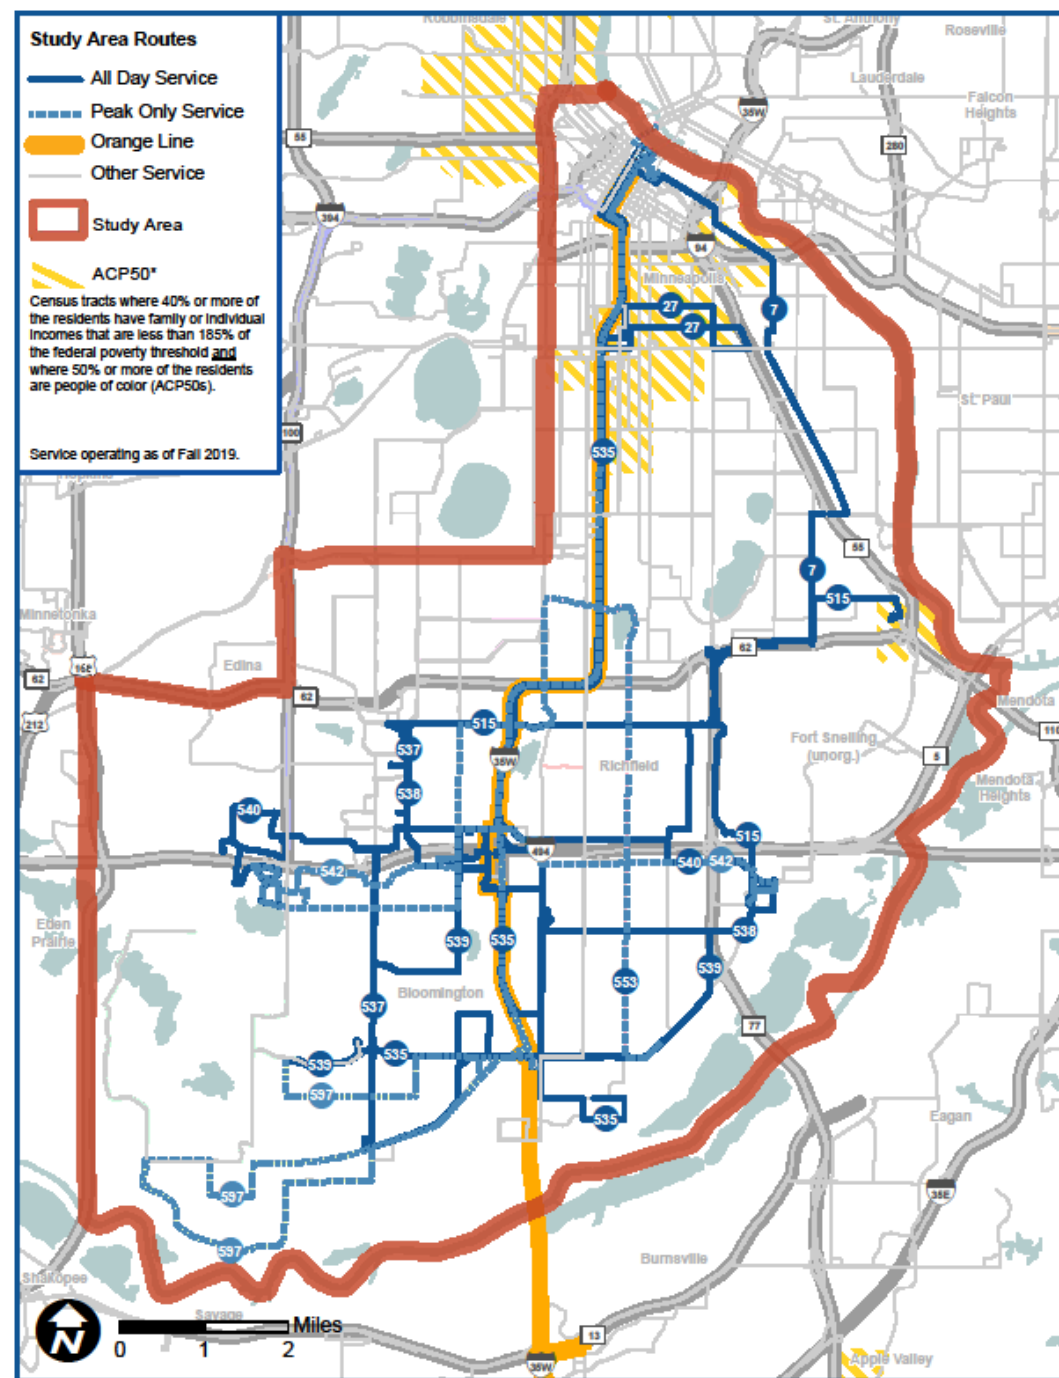 Study Area Routes
All Day Service
Peak Only Service
Orange Line
Other Service
Study Area
ACP50*
Census tracts where 40% or more of
the residents have family or individual
incomes that are less than 185% of
the federal poverty threshold and
where 50% or more of the residents
are people of color (ACP50s).
Service operating as of Fall 2019.
Robbinsdale
St. Anthony
Roseville
Lauderdale
Falcon
Heights
35W
55
280
394
94
Minneapolis
27
7
27
St. Paul
100
535
Hopkins
55
7
515
Minnetonka
Edina
62
169
62
62
212
Mendota
110
515
537
35W
Richfield
Fort Snelling
(unorg.)
5
Mendota
Heights
538
540
515
494
542
540
542
Eden
Prairie
539
535
538
553
539
Bloomington
537
77
539
535
597
535
Eagan
597
35E
597
Burnsville
Shakopee
Savage
N
0 1 2 Miles
13
35W
Apple Valley